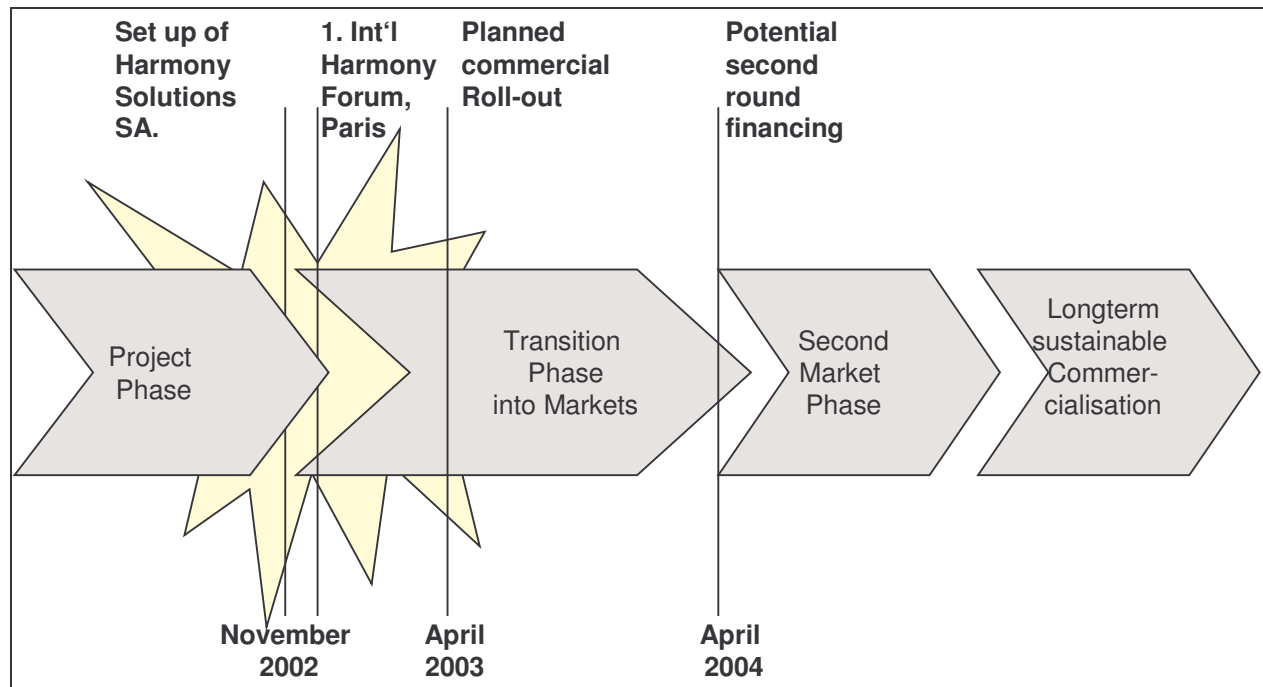 Set up of
Harmony
Solutions
SA.
1. Int‘l
Harmony
Forum,
Paris
Planned
commercial
Roll-out
Potential
second
round
financing
Project
Phase
Transition
Phase
into Markets
Second
Market
Phase
Longterm
sustainable
Commer-
cialisation
November
2002
April
2003
April
2004